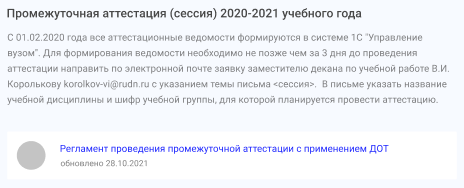 Промежуточная аттестация (сессия) 2020-2021 учебного года
С 01.02.2020 года все аттестационные ведомости формируются в системе 1С "Управление
вузом". Для формирования ведомости необходимо не позже чем за 3 дня до проведения
аттестации направить по электронной почте заявку заместителю декана по учебной работе В.И.
Королькову korolkov-vi@rudn.ru с указанием темы письма <сессия>. В письме указать название
учебной дисциплины и шифр учебной группы, для которой планируется провести аттестацию.
Регламент проведения промежуточной аттестации с применением ДОТ
обновлено 28.10.2021